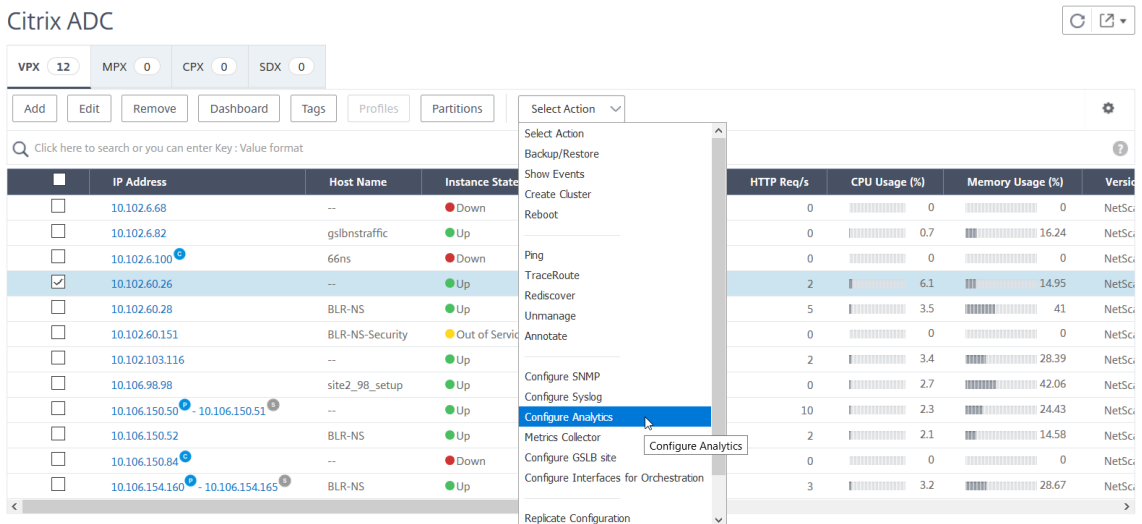 Citrix ADC
VPX 12 MPX 0 CPX 0 SDX 0
Add Edit Remove Dashboard Tags Profiles Partitions Select Action
Click here to search or you can enter Key : Value format
IP Address Host Name Instance State HTTP Req/s CPU Usage (%) Memory Usage (%) Versio
10.102.6.68 -- Down 0 0 0 NetSca
10.102.6.82 gslbnstraffic Up 0 0.7 16.24 NetSca
10.102.6.100 C 66ns Down 0 0 0 NetSca
10.102.60.26 -- Up 2 6.1 14.95 NetSca
10.102.60.28 BLR-NS Up 5 3.5 41 NetSca
10.102.60.151 BLR-NS-Security Out of Servic 0 0 0 NetSca
10.102.103.116 -- Up 2 3.4 28.39 NetSca
10.106.98.98 site2_98_setup Up 0 2.7 42.06 NetSca
10.106.150.50 P - 10.106.150.51 S -- Up 10 2.3 24.43 NetSca
10.106.150.52 BLR-NS Up 2 2.1 14.58 NetSca
10.106.150.84 C -- Down 0 0 0 NetSca
10.106.154.160 P - 10.106.154.165 S BLR-NS Up 3 3.2 28.67 NetSca
Select Action
Backup/Restore
Show Events
Create Cluster
Reboot
Ping
TraceRoute
Rediscover
Unmanage
Annotate
Configure SNMP
Configure Syslog
Configure Analytics
Metrics Collector
Configure GSLB site
Configure Interfaces for Orchestration
Replicate Configuration
Configure Analytics